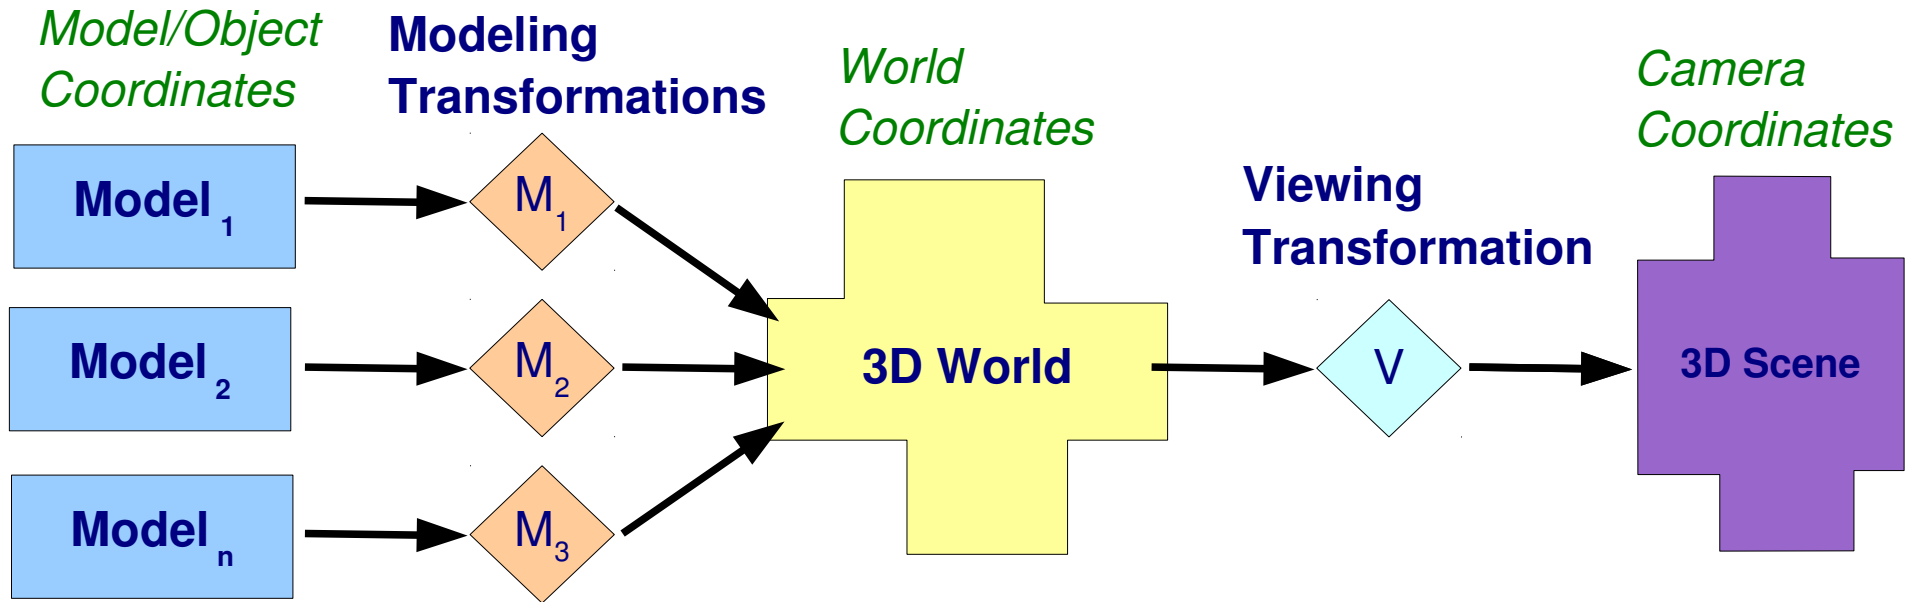 Model/Object
Coordinates
Modeling
Transformations
World
Coordinates
Camera
Coordinates
Viewing
Transformation
Model 1
M1
Model 2
M2
3D World
V
3D Scene
Model n
M3